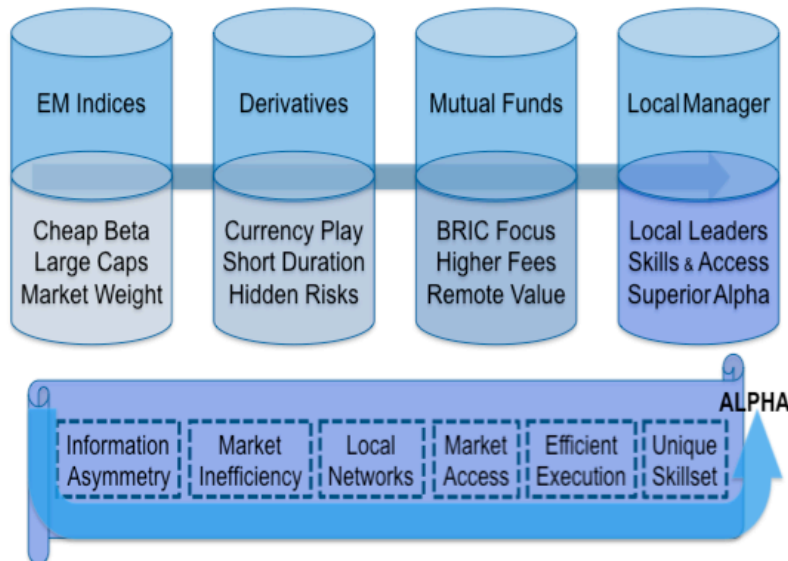 EM Indices
Derivatives
Mutual Funds
Local Manager
Cheap Beta
Large Caps
Market Weight
Currency Play
Short Duration
Hidden Risks
BRIC Focus
Higher Fees
Remote Value
Local Leaders
Skills & Access
Superior Alpha
ALPHA
Information
Asymmetry
Market
Inefficiency
Local
Networks
Market
Access
Efficient
Execution
Unique
Skillset